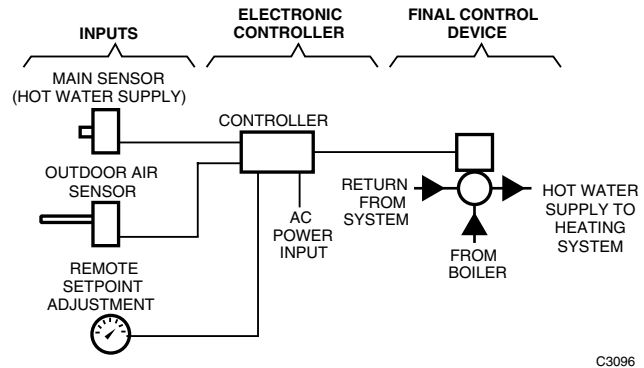 INPUTS
ELECTRONIC
CONTROLLER
FINAL CONTROL
DEVICE
MAIN SENSOR
(HOT WATER SUPPLY)
CONTROLLER
OUTDOOR AIR
SENSOR
AC
POWER
INPUT
RETURN
FROM
SYSTEM
HOT WATER
SUPPLY TO
HEATING
SYSTEM
FROM
BOILER
REMOTE
SETPOINT
ADJUSTMENT
C3096